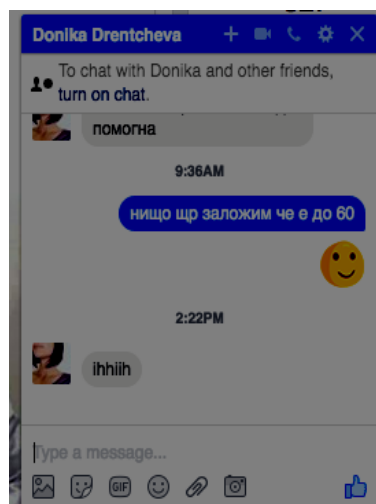 Donika Drentcheva
To chat with Donika and other friends,
turn on chat.
помогна
9:36AM
нищо щр заложим че е до 60
2:22PM
ihhiih
Type a message...
GIF